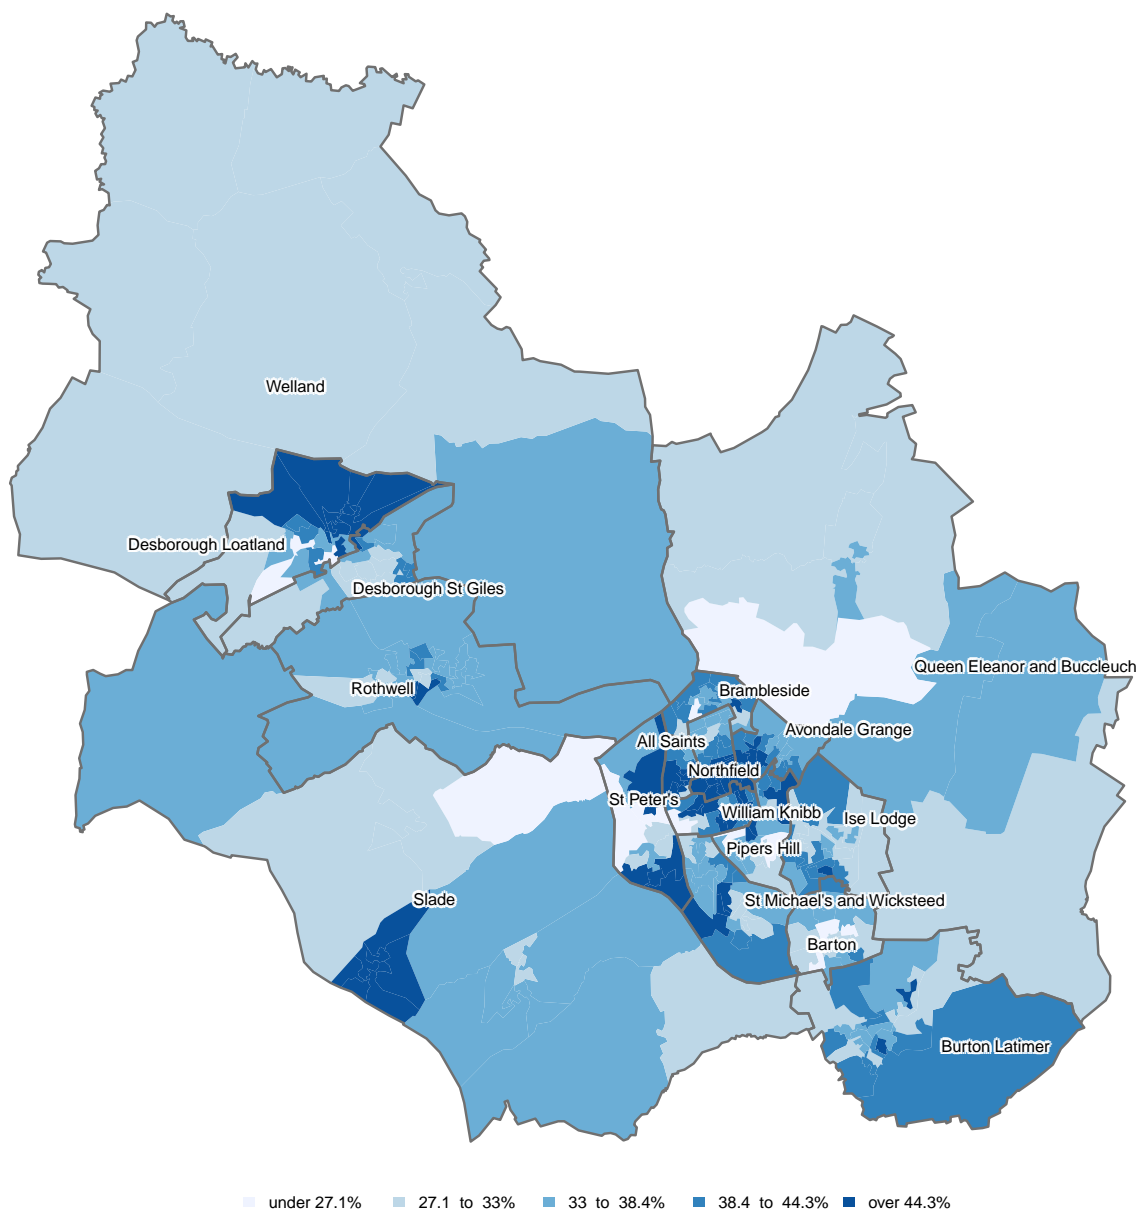 Welland
Desborough Loatland
Desborough St Giles
Queen Eleanor and Buccleuch
Rothwell
Brambleside
Avondale Grange
All Saints
Northfield
St Peter's
William Knibb
Ise Lodge
Pipers Hill
Slade
St Michael's and Wicksteed
Barton
Burton Latimer
under 27.1% 27.1 to 33% 33 to 38.4% 38.4 to 44.3% over 44.3%